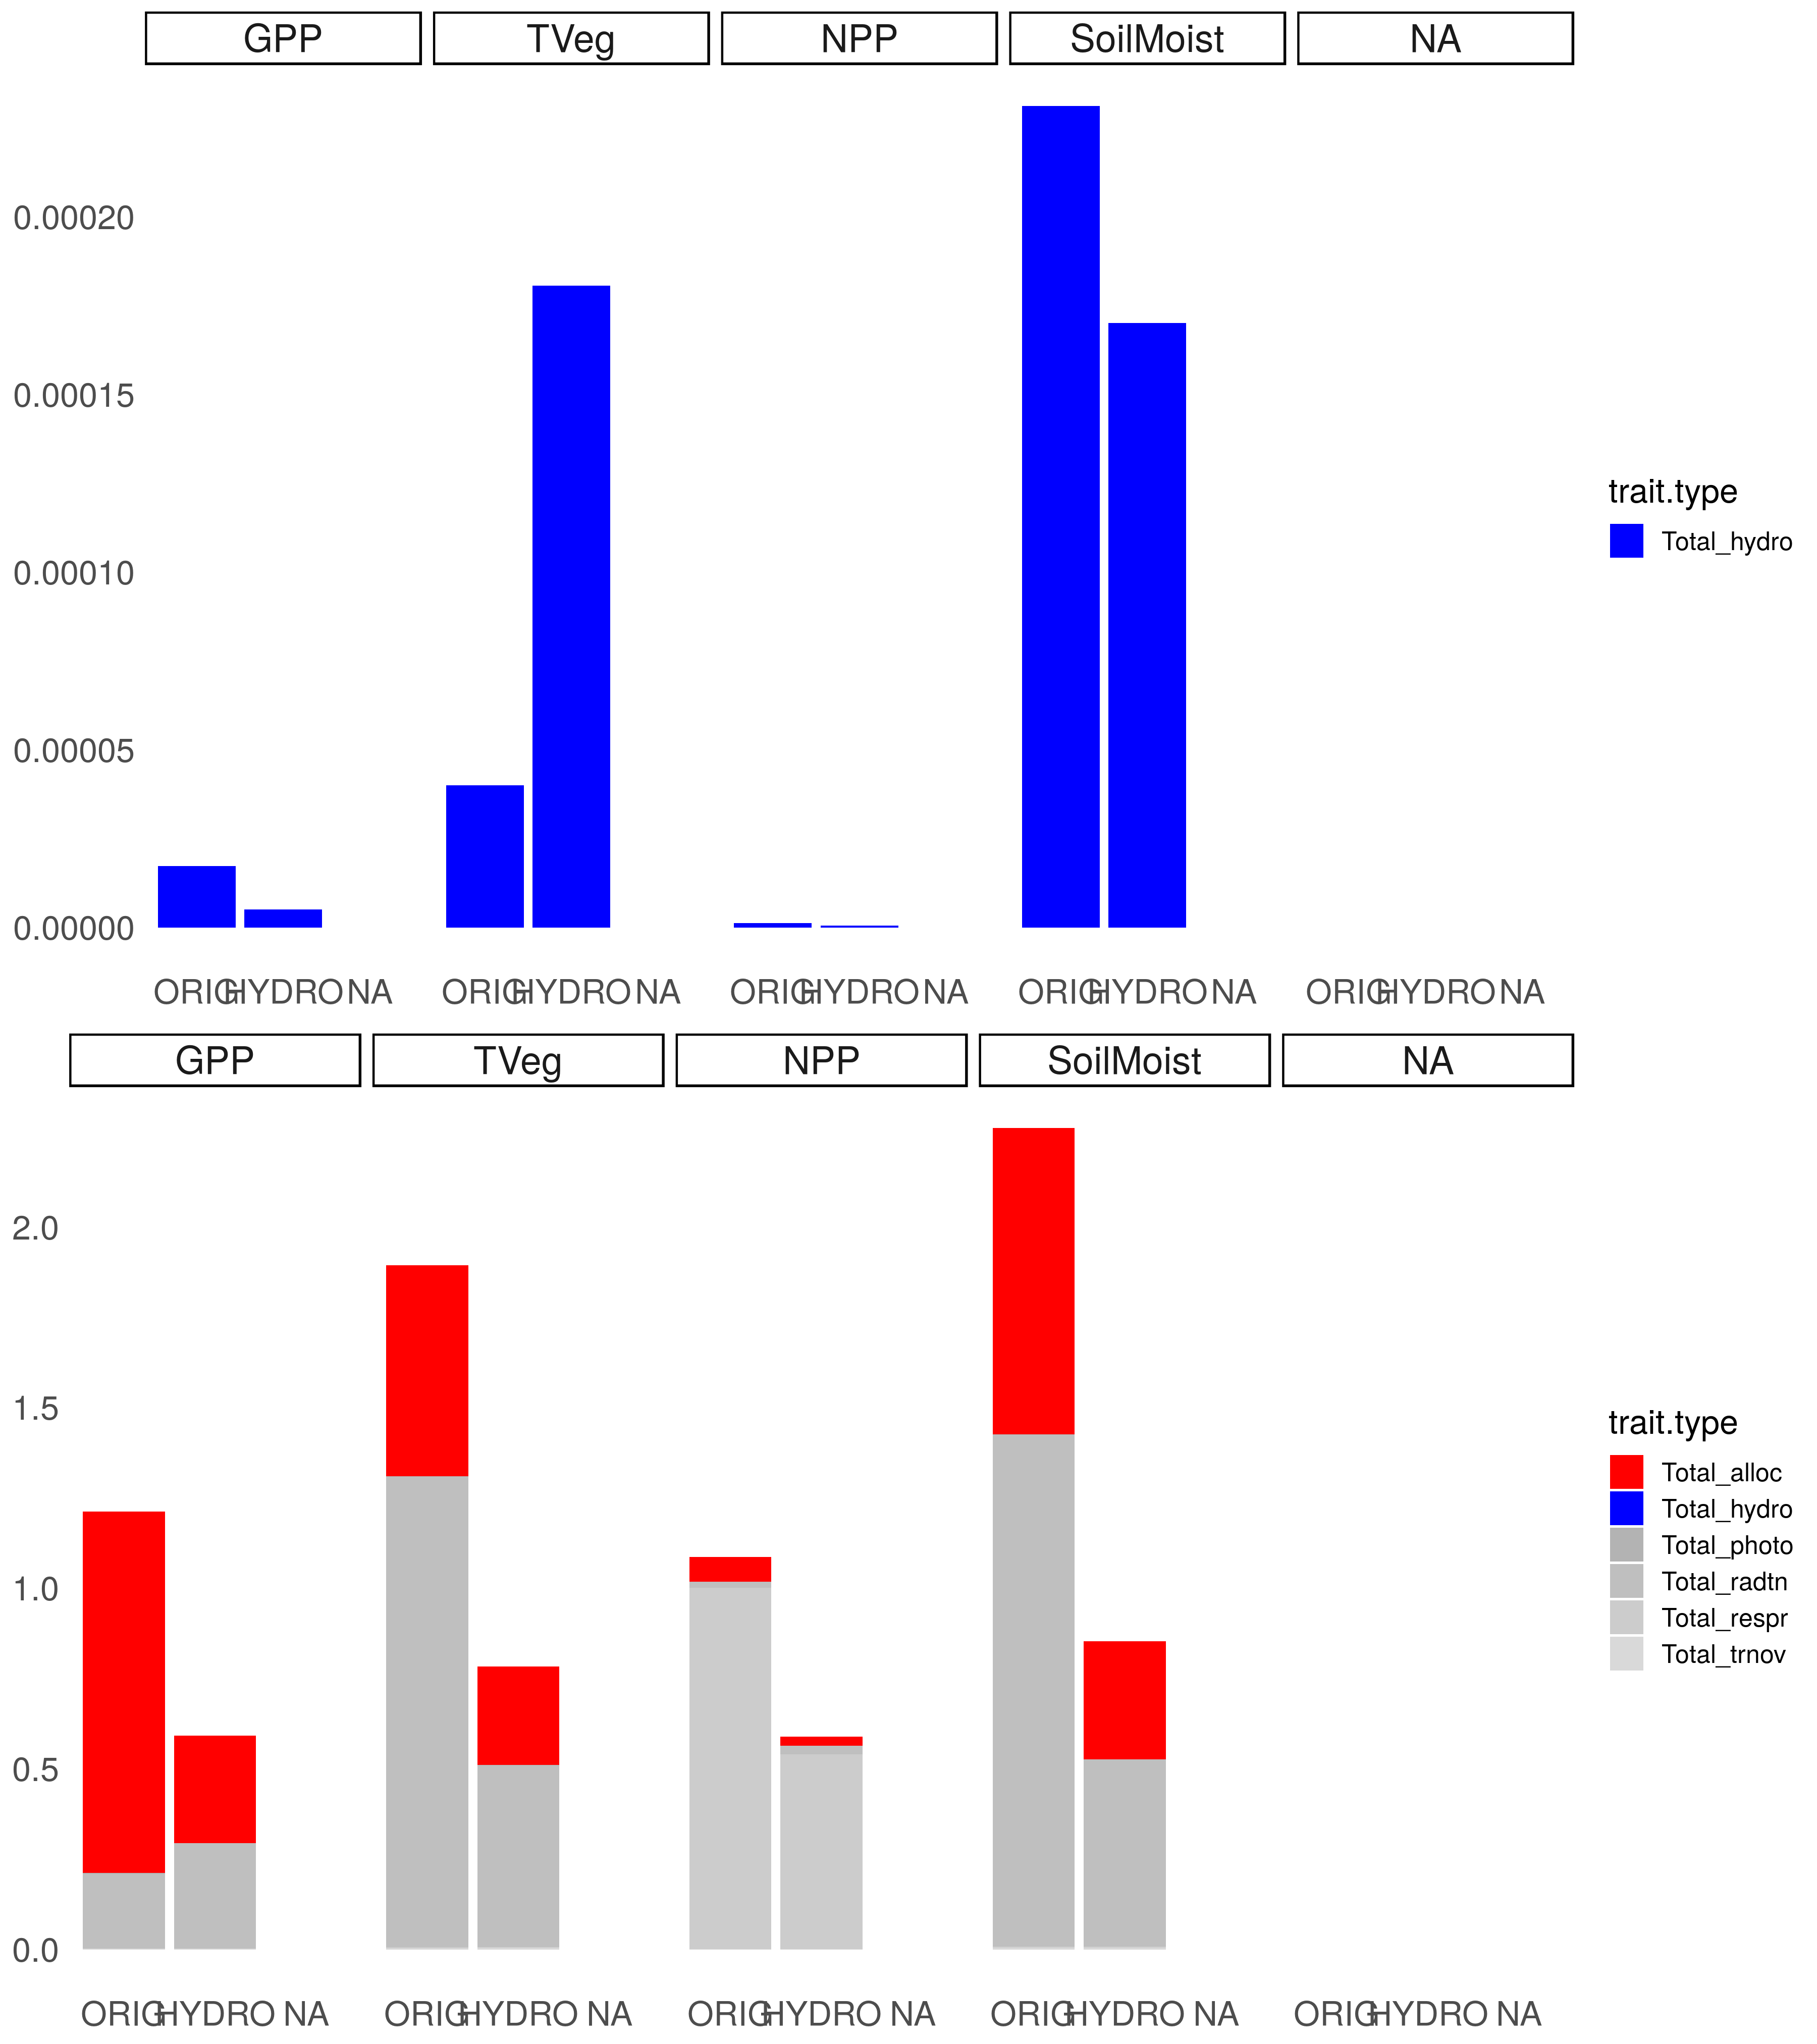 GPP TVeg NPP SoilMoist NA
0.00020
0.00015
0.00010
0.00005
0.00000
ORIG HYDRO NA ORIG HYDRO NA ORIG HYDRO NA ORIG HYDRO NA ORIG HYDRO NA
trait.type
Total_hydro
GPP TVeg NPP SoilMoist NA
2.0
1.5
1.0
0.5
0.0
ORIG HYDRO NA ORIG HYDRO NA ORIG HYDRO NA ORIG HYDRO NA ORIG HYDRO NA
trait.type
Total_alloc
Total_hydro
Total_photo
Total_radtn
Total_respr
Total_trnov